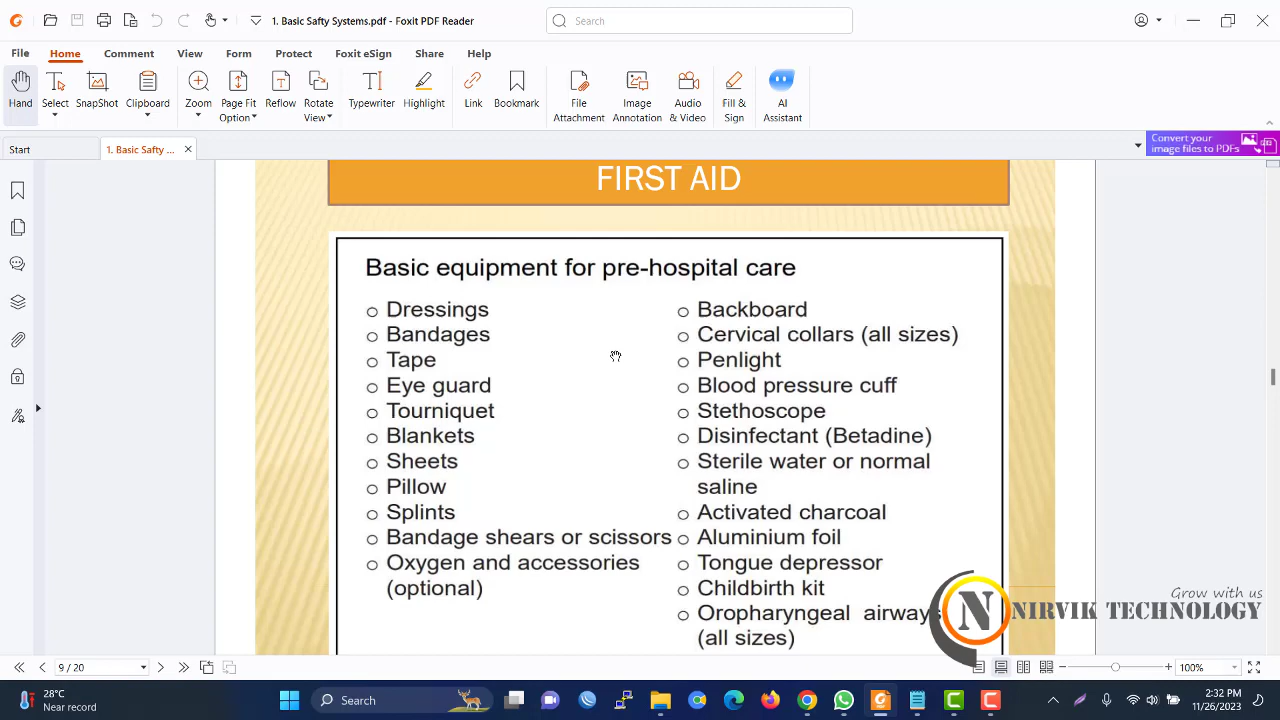 1. Basic Safty Systems.pdf - Foxit PDF Reader
Search
File Home Comment View Form Protect Foxit eSign Share Help
Hand Select SnapShot Clipboard Zoom Page Fit Option Reflow Rotate View Typewriter Highlight Link Bookmark File Attachment Image Annotation Audio & Video Fill & Sign AI Assistant
Start
1. Basic Safty ...
Convert your
image files to PDFs
FIRST AID
Basic equipment for pre-hospital care
Dressings
Bandages
Tape
Eye guard
Tourniquet
Blankets
Sheets
Pillow
Splints
Bandage shears or scissors
Oxygen and accessories
(optional)
Backboard
Cervical collars (all sizes)
Penlight
Blood pressure cuff
Stethoscope
Disinfectant (Betadine)
Sterile water or normal
saline
Activated charcoal
Aluminium foil
Tongue depressor
Childbirth kit
Oropharyngeal airways
(all sizes)
Grow with us
N NIRVIK TECHNOLOGY
9 / 20
100%
28°C
Near record
Search
2:32 PM
11/26/2023